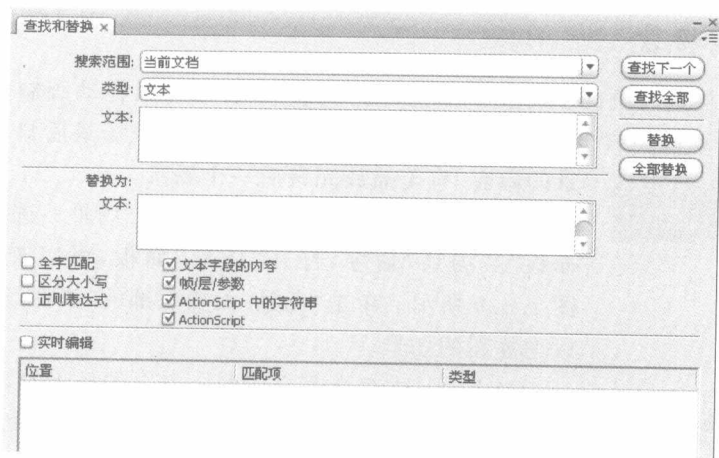 查找和替换 ×
搜索范围: 当前文档
查找下一个
类型: 文本
查找全部
文本:
替换
全部替换
替换为:
文本:
全字匹配
文本字段的内容
区分大小写
帧/层/参数
正则表达式
ActionScript 中的字符串
ActionScript
实时编辑
位置 匹配项 类型